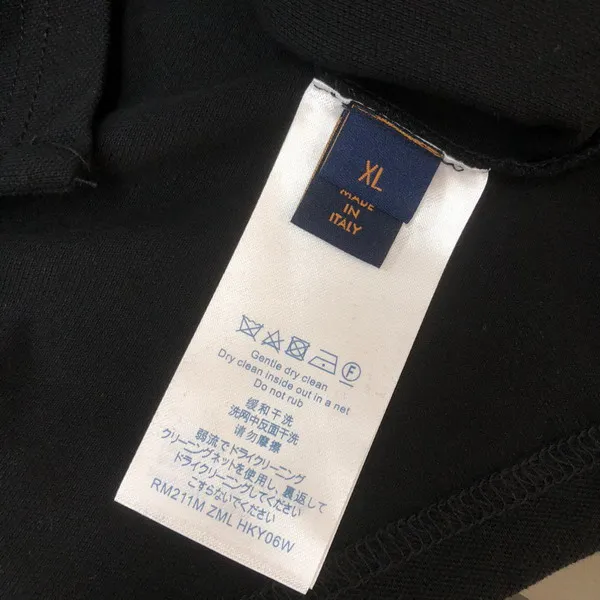 XL
MADE
IN
ITALY
F
Gentle dry clean
Dry clean inside out in a net
Do not rub
缓和干洗
洗网中反面干洗
请勿摩擦
弱流でドライクリーニング
クリーニングネットを使用し、裏返して
ドライクリーニングしてください
こすらないでください
RM211M ZML HKY06W